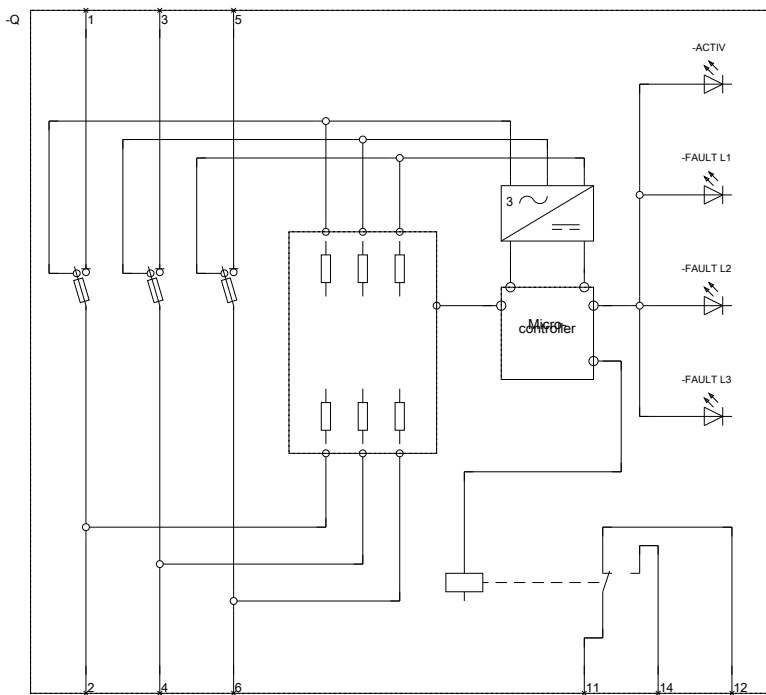 -Q
1
3
5
-ACTIV
-FAULT L1
3
-FAULT L2
Micro-
controller
-FAULT L3
2
4
6
11
14
12